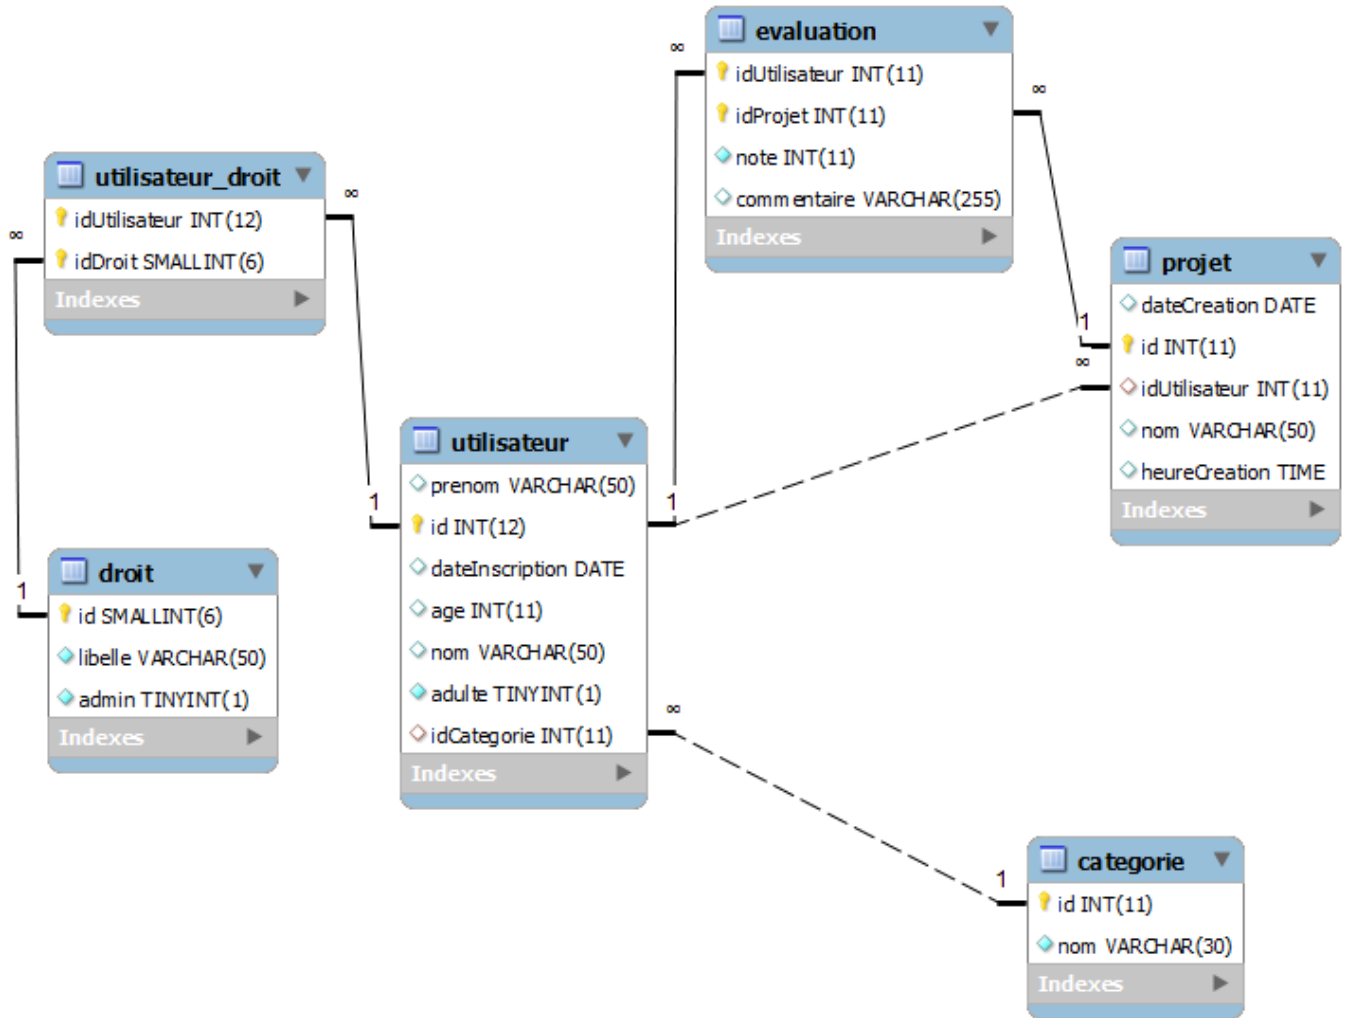 evaluation
idUtilisateur INT(11)
idProjet INT(11)
note INT(11)
commentaire VARCHAR(255)
Indexes
∞
∞
utilisateur_droit
idUtilisateur INT(12)
idDroit SMALLINT(6)
Indexes
∞
∞
projet
dateCreation DATE
id INT(11)
idUtilisateur INT(11)
nom VARCHAR(50)
heureCreation TIME
Indexes
1
∞
utilisateur
prenom VARCHAR(50)
id INT(12)
dateInscription DATE
age INT(11)
nom VARCHAR(50)
adulte TINYINT(1)
idCategorie INT(11)
Indexes
1
1
∞
droit
id SMALLINT(6)
libelle VARCHAR(50)
admin TINYINT(1)
Indexes
1
categorie
id INT(11)
nom VARCHAR(30)
Indexes
1